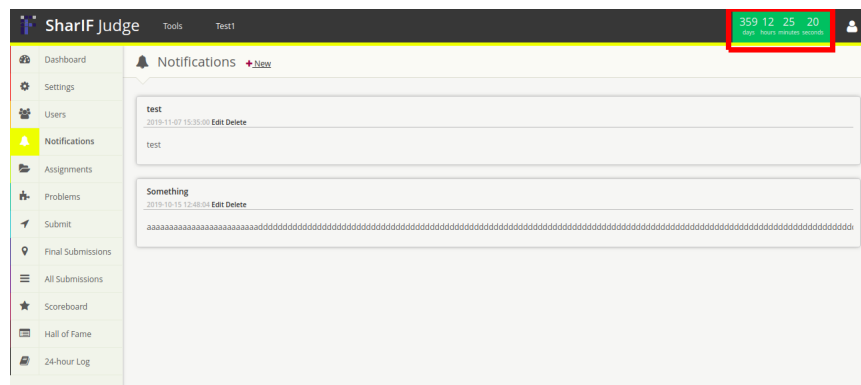 SharIF Judge Tools Test1
359 12 25 20
days hours minutes seconds
Dashboard
Settings
Users
Notifications
Assignments
Problems
Submit
Final Submissions
All Submissions
Scoreboard
Hall of Fame
24-hour Log
Notifications New
test
2019-11-07 15:35:00 Edit Delete
test
Something
2019-10-15 12:48:04 Edit Delete